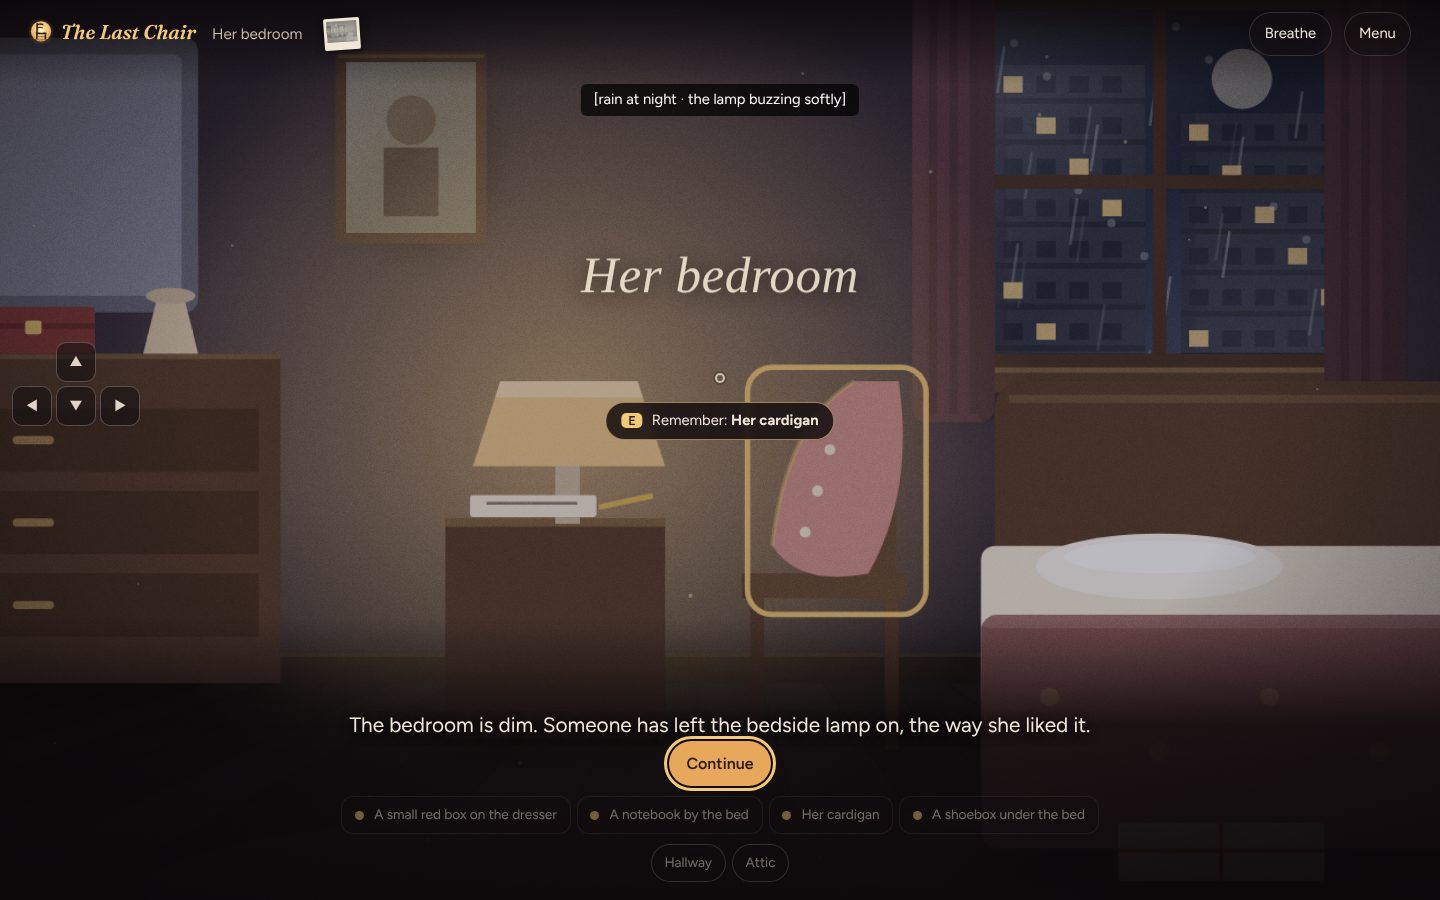 The Last Chair
Her bedroom
Breathe
Menu
[rain at night · the lamp buzzing softly]
Her bedroom
E Remember: Her cardigan
The bedroom is dim. Someone has left the bedside lamp on, the way she liked it.
Continue
A small red box on the dresser
A notebook by the bed
Her cardigan
A shoebox under the bed
Hallway
Attic